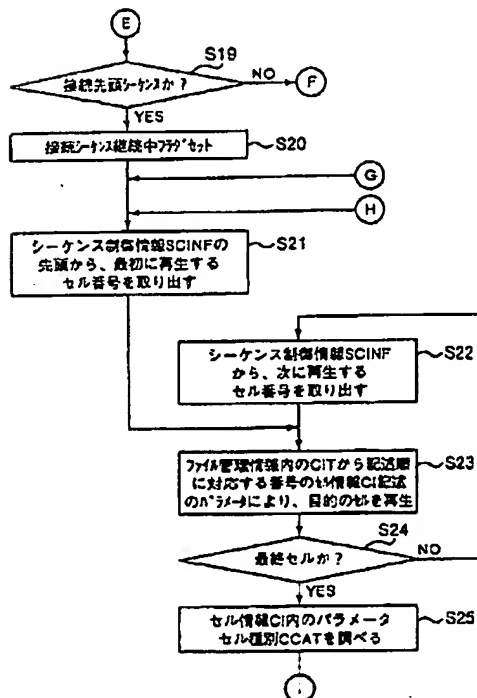 E
S19
接続先頭シーケンスか？
NO
F
YES
接続シーケンス継続中フラグセット
S20
G
H
シーケンス制御情報SCINFの
先頭から、最初に再生する
セル番号を取り出す
S21
シーケンス制御情報SCINF
から、次に再生する
セル番号を取り出す
S22
ファイル管理情報内のCITから記述順
に対応する番号のセル情報CI記述
のパラメータにより、目的のセルを再生
S23
S24
最終セルか？
NO
YES
セル情報CI内のパラメータ
セル種別CCATを調べる
S25